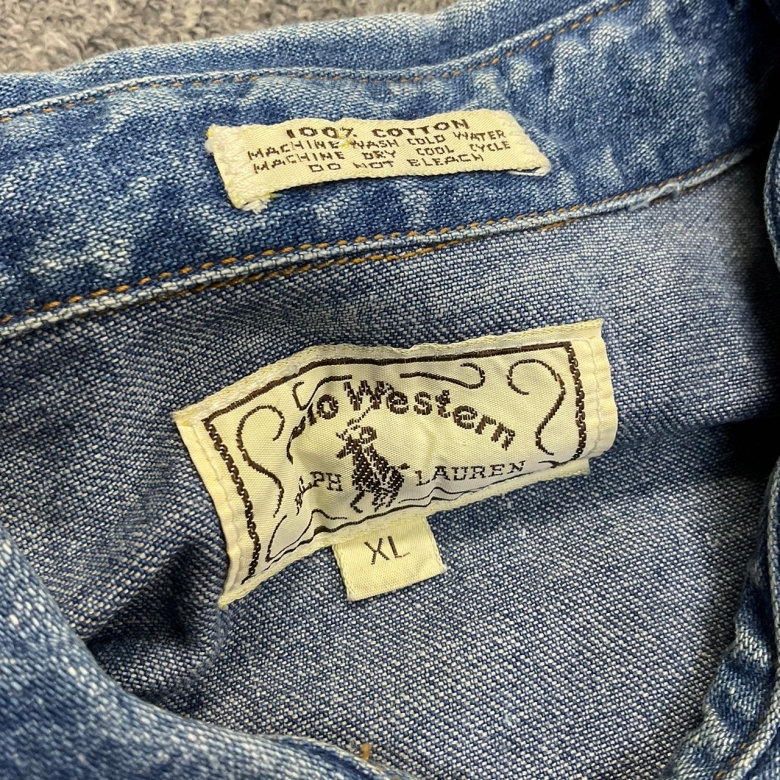 100% COTTON
MACHINE WASH COLD WATER
MACHINE DRY COOL CYCLE
DO NOT BLEACH
Western
LAUREN
XL